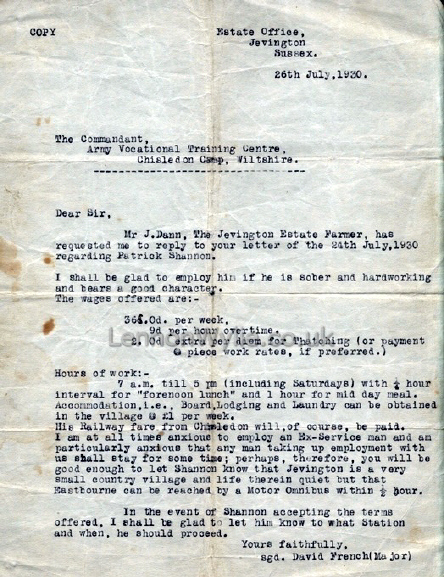 COPY
Estate Office,
Jevington
Sussex.
26th July,1930.
The Commandant,
Army Vocational Training Centre,
Chisledon Camp, Wiltshire.
Dear Sir,
Mr J.Dann, The Jevington Estate Farmer, has
requested me to reply to your letter of the 24th July,1930
regarding Patrick Shannon.
I shall be glad to employ him if he is sober and hardworking
and bears a good character.
The wages offered are:-
36s.0d. per week.
9d per hour overtime.
2. 0d extra per diem for Thatching (or payment
@ piece work rates, if preferred.)
Hours of work:-
7 a.m. till 5 pm (including Saturdays) with ½ hour
interval for "forenoon lunch" and 1 hour for mid day meal.
Accommodation,i.e., Board,Lodging and Laundry can be obtained
in the village @ £1 per week.
His Railway fare from Chisledon will,of course, be paid.
I am at all times anxious to employ an Ex-Service man and am
particularly anxious that any man taking up employment with
us shall stay for some time; perhaps, therefore, you will be
good enough to let Shannon know that Jevington is a very
small country village and life therein quiet but that
Eastbourne can be reached by a Motor Omnibus within ½ hour.
In the event of Shannon accepting the terms
offered, I shall be glad to let him know to what Station
and when, he should proceed.
Yours faithfully,
sgd. David French(Major)